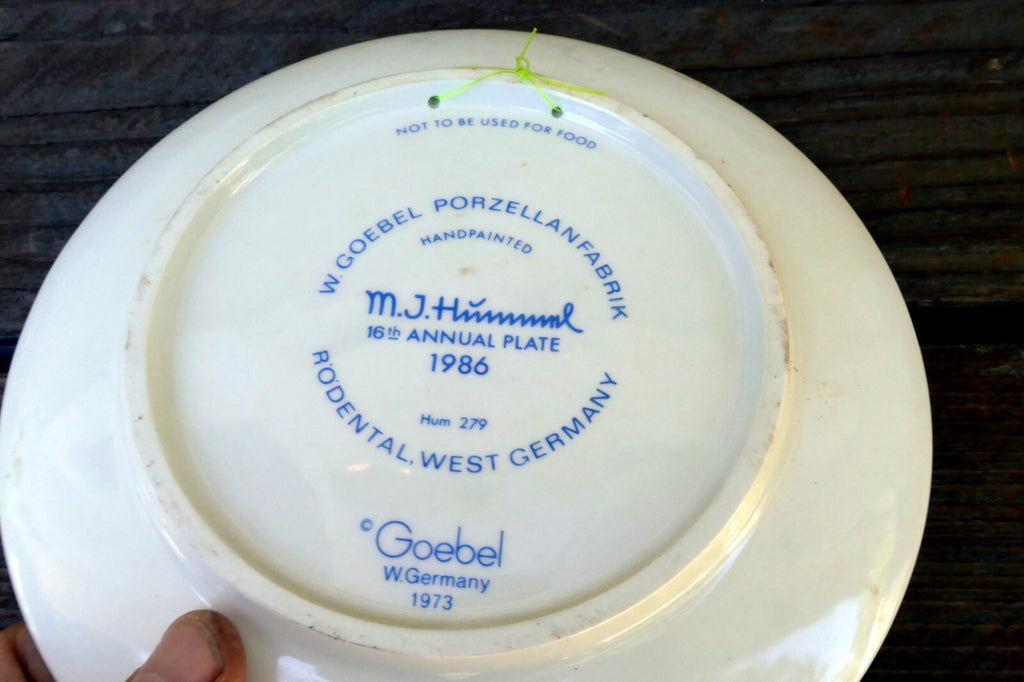 NOT TO BE USED FOR FOOD
W. GOEBEL PORZELLANFABRIK
HANDPAINTED
M.J. Hummel
16th ANNUAL PLATE
1986
Hum 279
RÖDENTAL, WEST GERMANY
© Goebel
W. Germany
1973